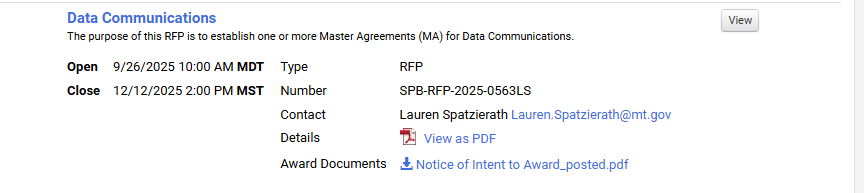 Data Communications
View
The purpose of this RFP is to establish one or more Master Agreements (MA) for Data Communications.
Open 9/26/2025 10:00 AM MDT Type RFP
Close 12/12/2025 2:00 PM MST Number SPB-RFP-2025-0563LS
Contact Lauren Spatzierath Lauren.Spatzierath@mt.gov
Details View as PDF
Award Documents Notice of Intent to Award_posted.pdf